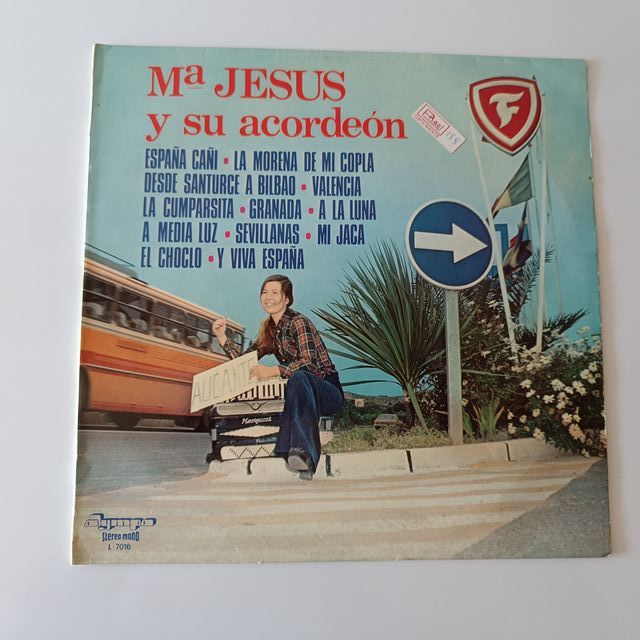 Mª JESUS
y su acordeón
ESPAÑA CAÑI • LA MORENA DE MI COPLA
DESDE SANTURCE A BILBAO • VALENCIA
LA CUMPARSITA • GRANADA • A LA LUNA
A MEDIA LUZ • SEVILLANAS • MI JACA
EL CHOCLO • Y VIVA ESPAÑA
195
F
ALICANTE
Olympo
Stereo mono
L-7016